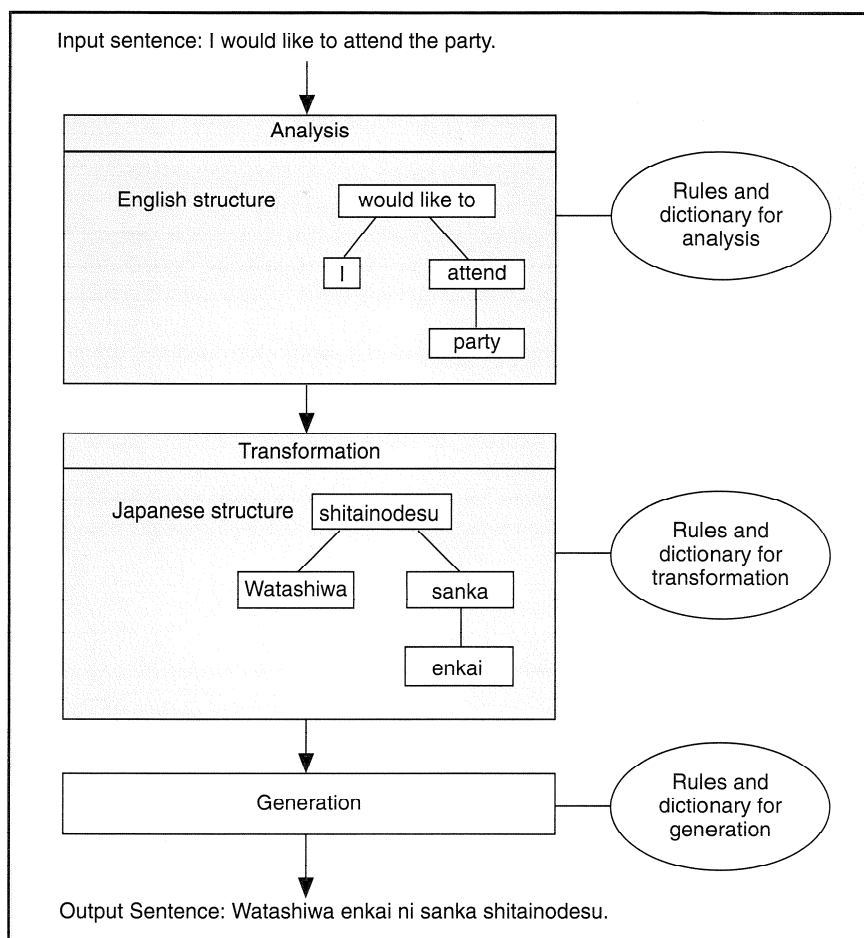 Input sentence: I would like to attend the party.
Analysis
English structure
would like to
I
attend
party
Rules and
dictionary for
analysis
Transformation
Japanese structure
shitainodesu
Watashiwa
sanka
enkai
Rules and
dictionary for
transformation
Generation
Rules and
dictionary for
generation
Output Sentence: Watashiwa enkai ni sanka shitainodesu.